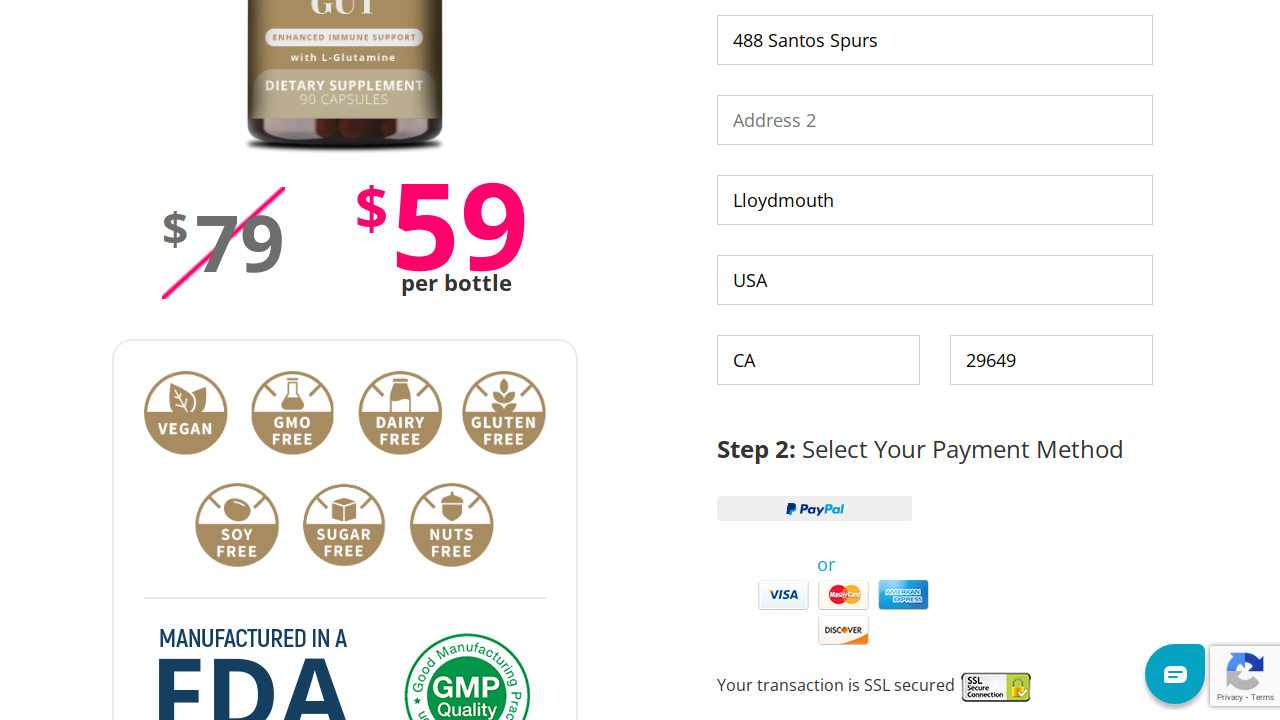 GUT
ENHANCED IMMUNE SUPPORT
with L-Glutamine
DIETARY SUPPLEMENT
90 CAPSULES
$79
$59
per bottle
VEGAN
GMO FREE
DAIRY FREE
GLUTEN FREE
SOY FREE
SUGAR FREE
NUTS FREE
MANUFACTURED IN A
FDA
Good Manufacturing
GMP
Quality
488 Santos Spurs
Address 2
Lloydmouth
USA
CA
29649
Step 2: Select Your Payment Method
PayPal
or
VISA
MasterCard
AMERICAN EXPRESS
DISCOVER
Your transaction is SSL secured
SSL
Secure
Connection
Privacy - Terms